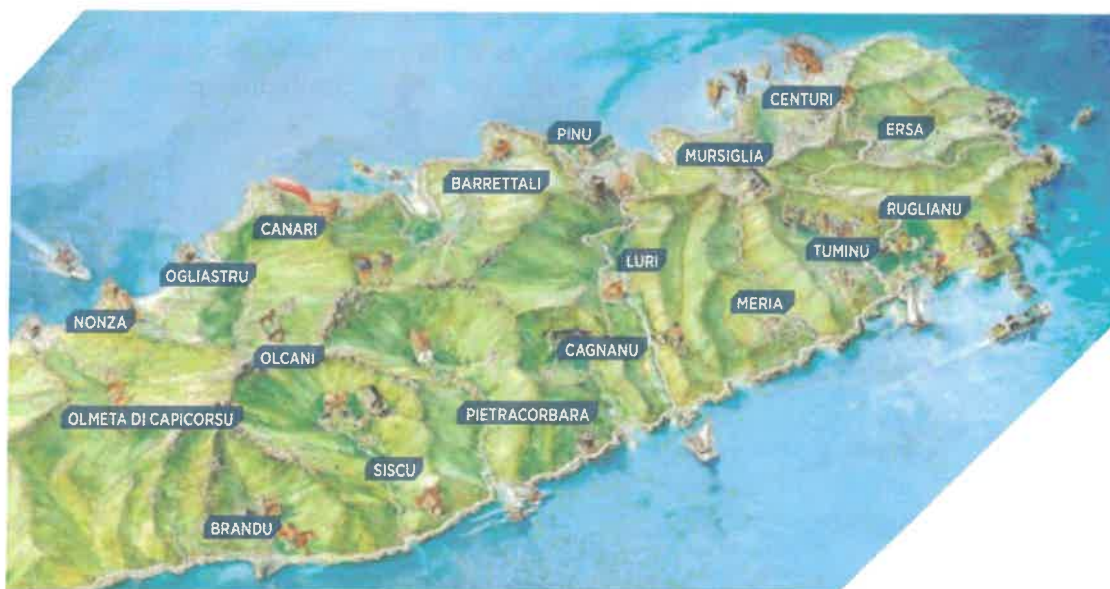 CENTURI
ERSA
PINU
MURSIGLIA
BARRETTALI
RUGLIANU
CANARI
TUMINU
LURI
OGLIASTRU
MERIA
NONZA
CAGNANU
OLCANI
OLMETA DI CAPICORSU
PIETRACORBARA
SISCU
BRANDU